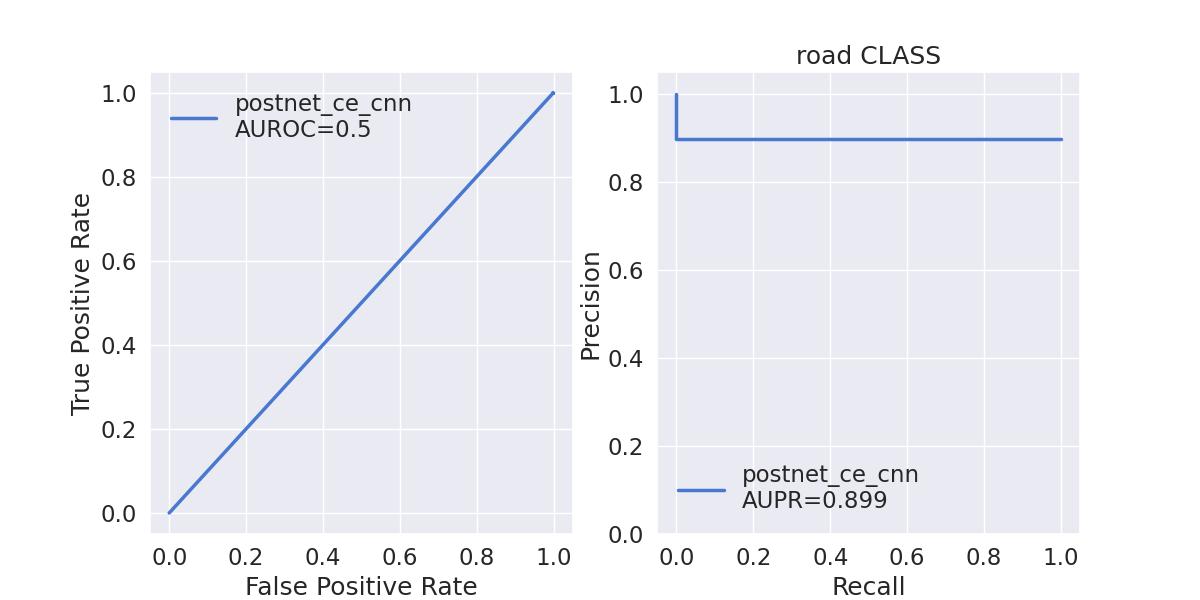 road CLASS
postnet_ce_cnn
AUROC=0.5
True Positive Rate
1.0
0.8
0.6
0.4
0.2
0.0
0.0 0.2 0.4 0.6 0.8 1.0
False Positive Rate
Precision
1.0
0.8
0.6
0.4
0.2
0.0
postnet_ce_cnn
AUPR=0.899
0.0 0.2 0.4 0.6 0.8 1.0
Recall